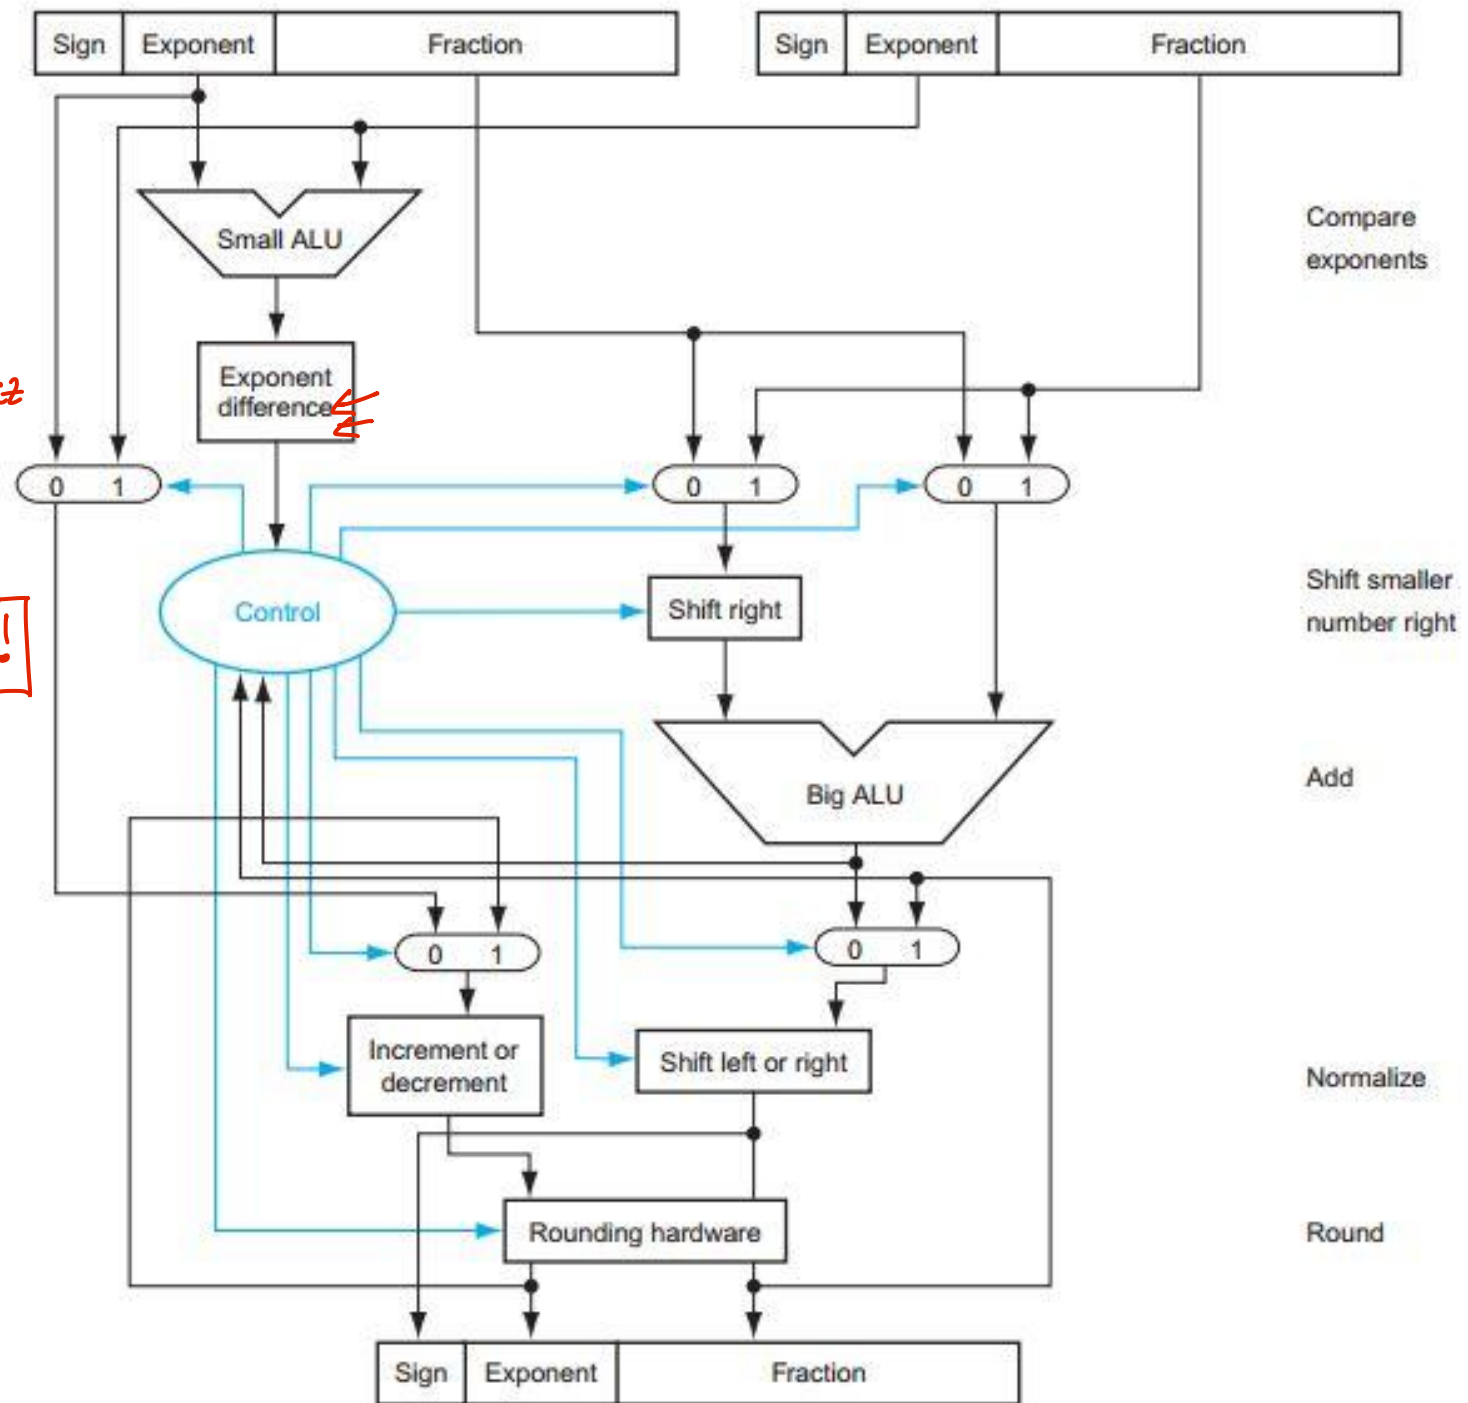 Sign Exponent Fraction Sign Exponent Fraction
Small ALU
Compare
exponents
Exponent
difference
0 1 0 1 0 1
Control
Shift right
Shift smaller
number right
Big ALU
Add
0 1 0 1
Increment or
decrement
Shift left or right
Normalize
Rounding hardware
Round
Sign Exponent Fraction